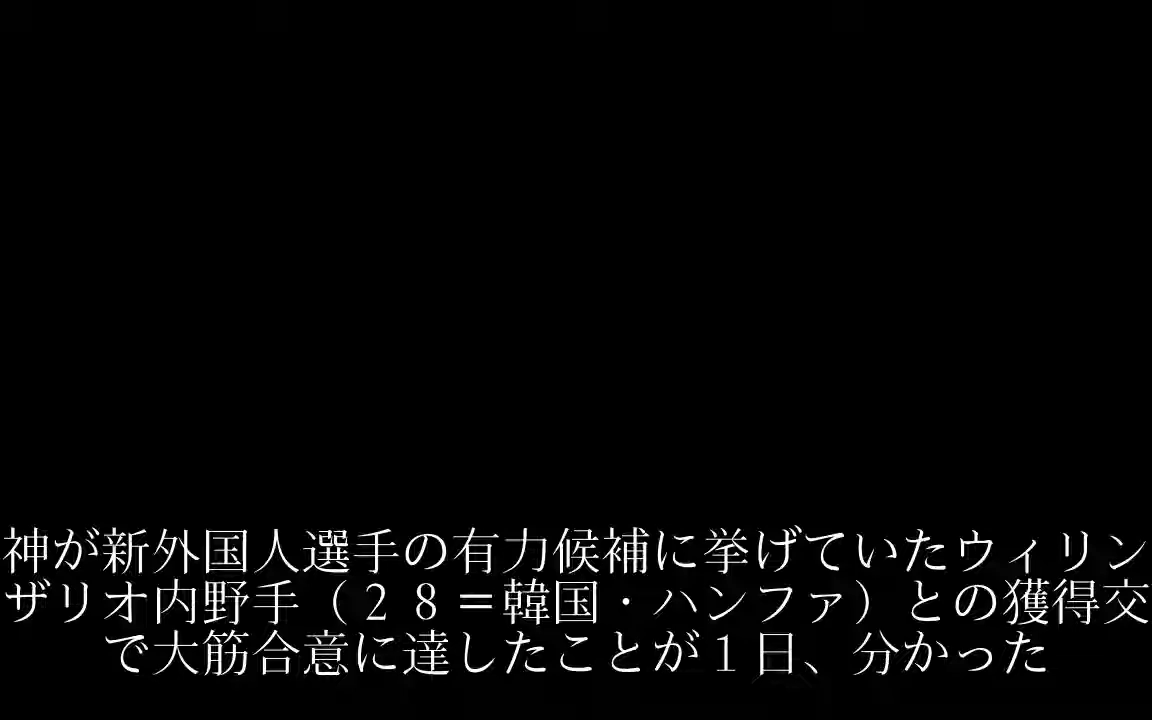 神が新外国人選手の有力候補に挙げていたウィリン
ザリオ内野手（２８＝韓国・ハンファ）との獲得交
で大筋合意に達したことが１日、分かった